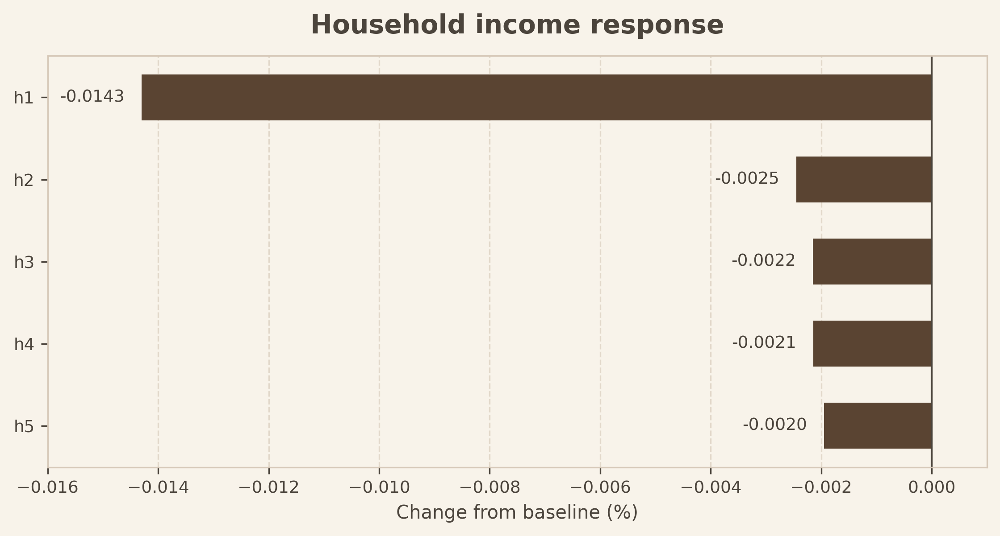 Household income response
h1
-0.0143
h2
-0.0025
h3
-0.0022
h4
-0.0021
h5
-0.0020
−0.016 −0.014 −0.012 −0.010 −0.008 −0.006 −0.004 −0.002 0.000
Change from baseline (%)